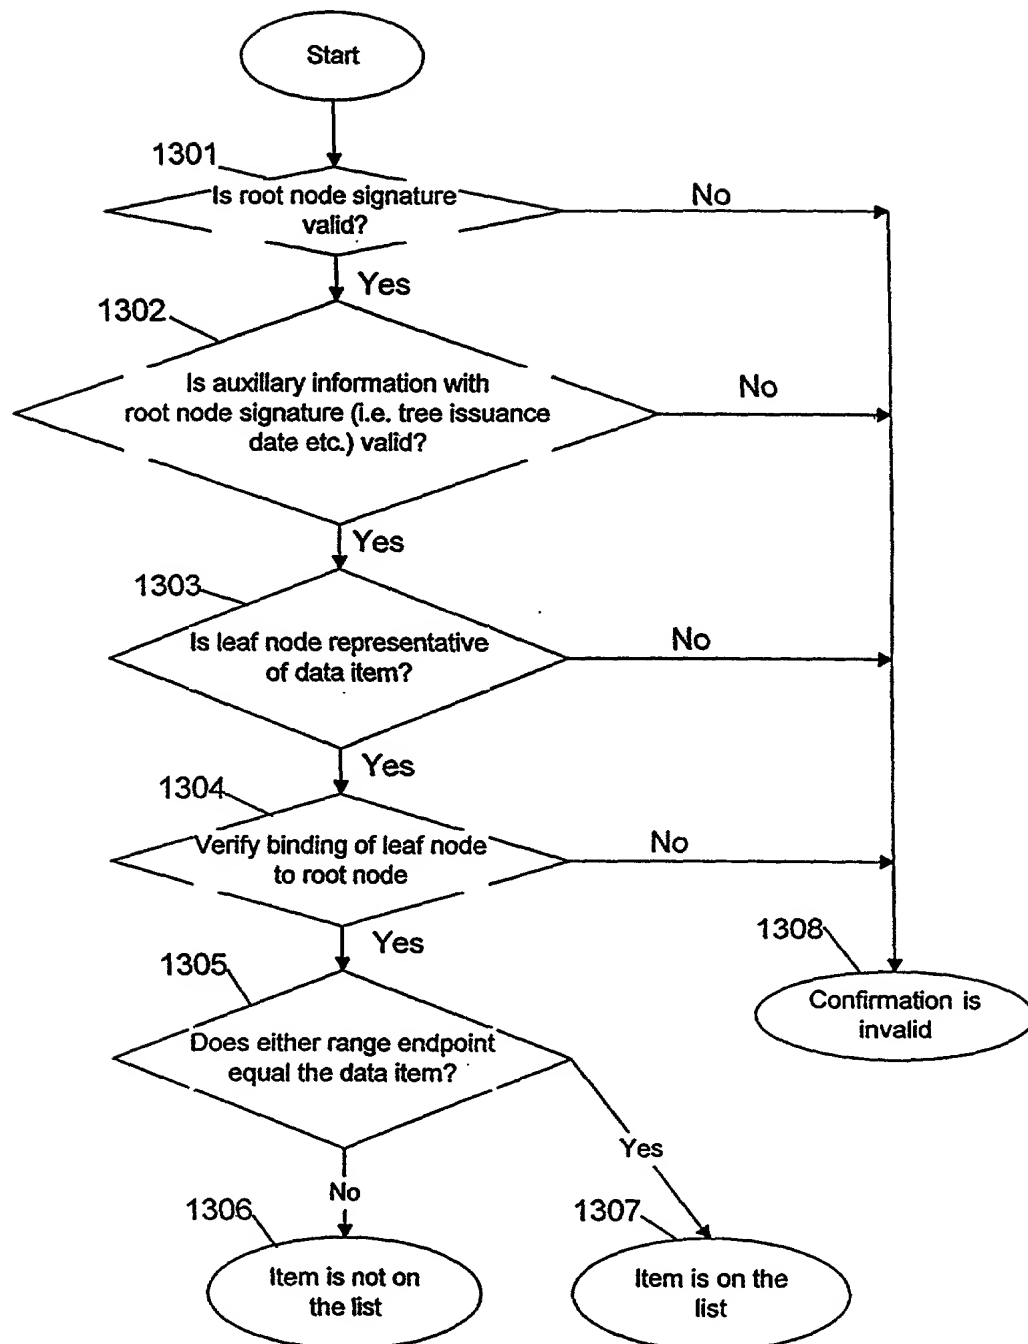 Start
1301
Is root node signature
valid?
No
Yes
1302
Is auxillary information with
root node signature (i.e. tree issuance
date etc.) valid?
No
Yes
1303
Is leaf node representative
of data item?
No
Yes
1304
Verify binding of leaf node
to root node
No
Yes
1305
Does either range endpoint
equal the data item?
1308
Confirmation is
invalid
Yes
No
1306
Item is not on
the list
1307
Item is on the
list